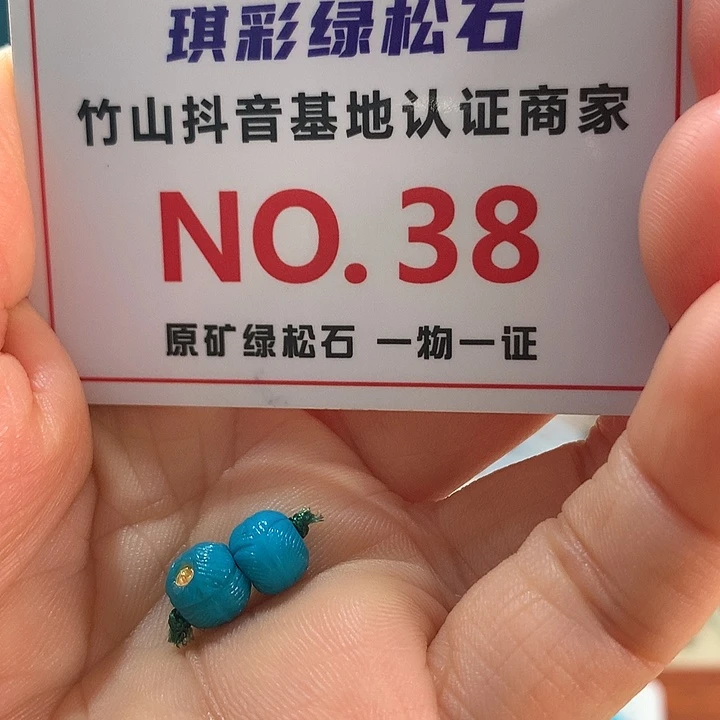 琪彩绿松石
竹山抖音基地认证商家
NO.38
原矿绿松石 一物一证